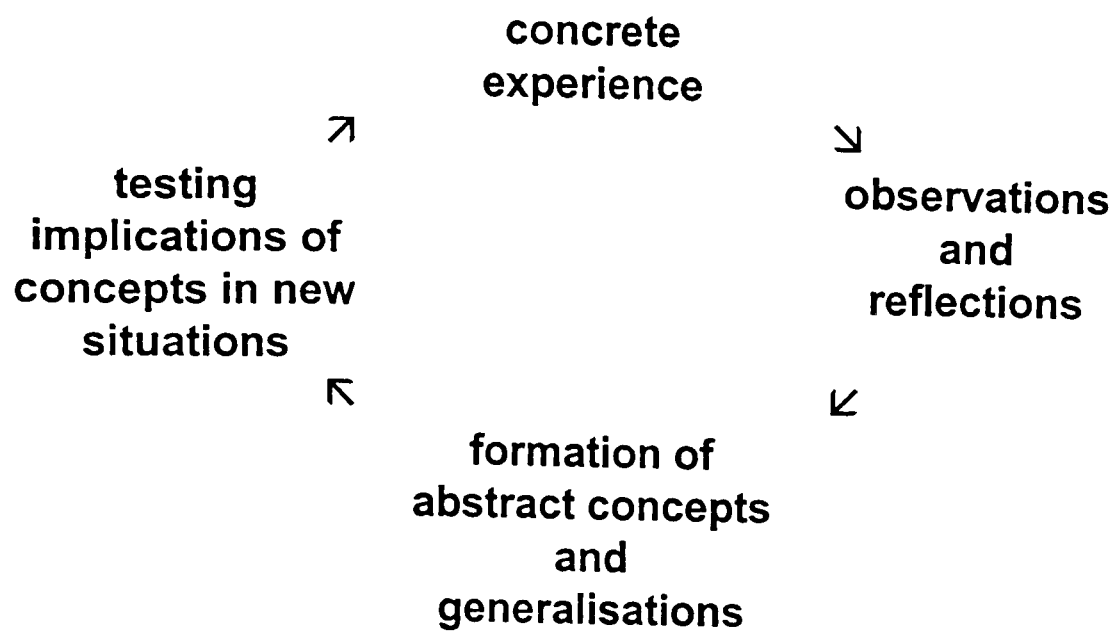 concrete
experience
observations
and
reflections
formation of
abstract concepts
and
generalisations
testing
implications of
concepts in new
situations